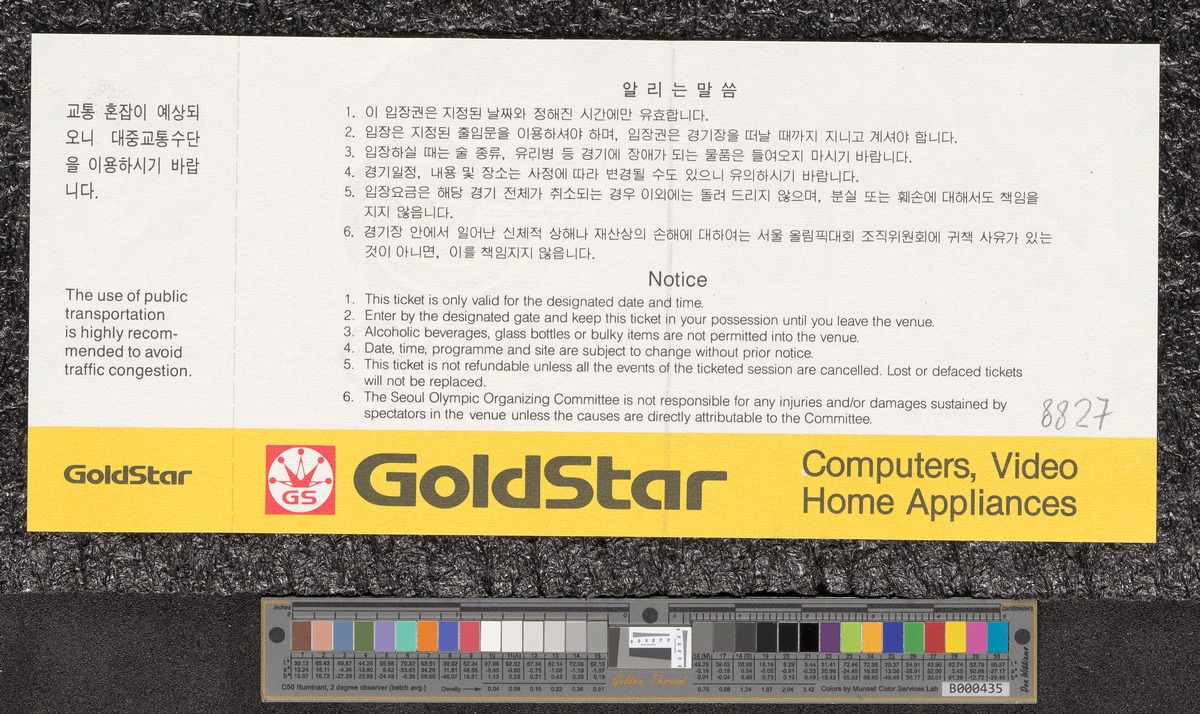 교통 혼잡이 예상되
오니 대중교통수단
을 이용하시기 바랍
니다.
The use of public
transportation
is highly recom-
mended to avoid
traffic congestion.
GoldStar
알 리 는 말 씀
1. 이 입장권은 지정된 날짜와 정해진 시간에만 유효합니다.
2. 입장은 지정된 출입문을 이용하셔야 하며, 입장권은 경기장을 떠날 때까지 지니고 계셔야 합니다.
3. 입장하실 때는 술 종류, 유리병 등 경기에 장애가 되는 물품은 들여오지 마시기 바랍니다.
4. 경기일정, 내용 및 장소는 사정에 따라 변경될 수도 있으니 유의하시기 바랍니다.
5. 입장요금은 해당 경기 전체가 취소되는 경우 이외에는 돌려 드리지 않으며, 분실 또는 훼손에 대해서도 책임을
지지 않읍니다.
6. 경기장 안에서 일어난 신체적 상해나 재산상의 손해에 대하여는 서울 올림픽대회 조직위원회에 귀책 사유가 있는
것이 아니면, 이를 책임지지 않읍니다.
Notice
1. This ticket is only valid for the designated date and time.
2. Enter by the designated gate and keep this ticket in your possession until you leave the venue.
3. Alcoholic beverages, glass bottles or bulky items are not permitted into the venue.
4. Date, time, programme and site are subject to change without prior notice.
5. This ticket is not refundable unless all the events of the ticketed session are cancelled. Lost or defaced tickets
will not be replaced.
6. The Seoul Olympic Organizing Committee is not responsible for any injuries and/or damages sustained by
spectators in the venue unless the causes are directly attributable to the Committee.
8827
GS
GoldStar
Computers, Video
Home Appliances
inches
centimeters
D50 Illuminant, 2 degree observer (batch avg.)
Density
Golden Thread
Colors by Munsell Color Services Lab
B000435